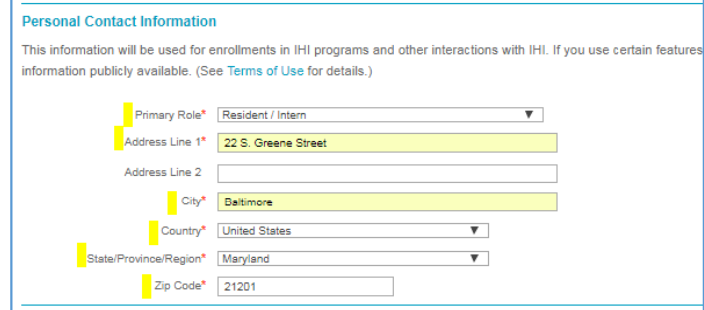 Personal Contact Information
This information will be used for enrollments in IHI programs and other interactions with IHI. If you use certain features
information publicly available. (See Terms of Use for details.)
Primary Role* Resident / Intern
Address Line 1* 22 S. Greene Street
Address Line 2
City* Baltimore
Country* United States
State/Province/Region* Maryland
Zip Code* 21201